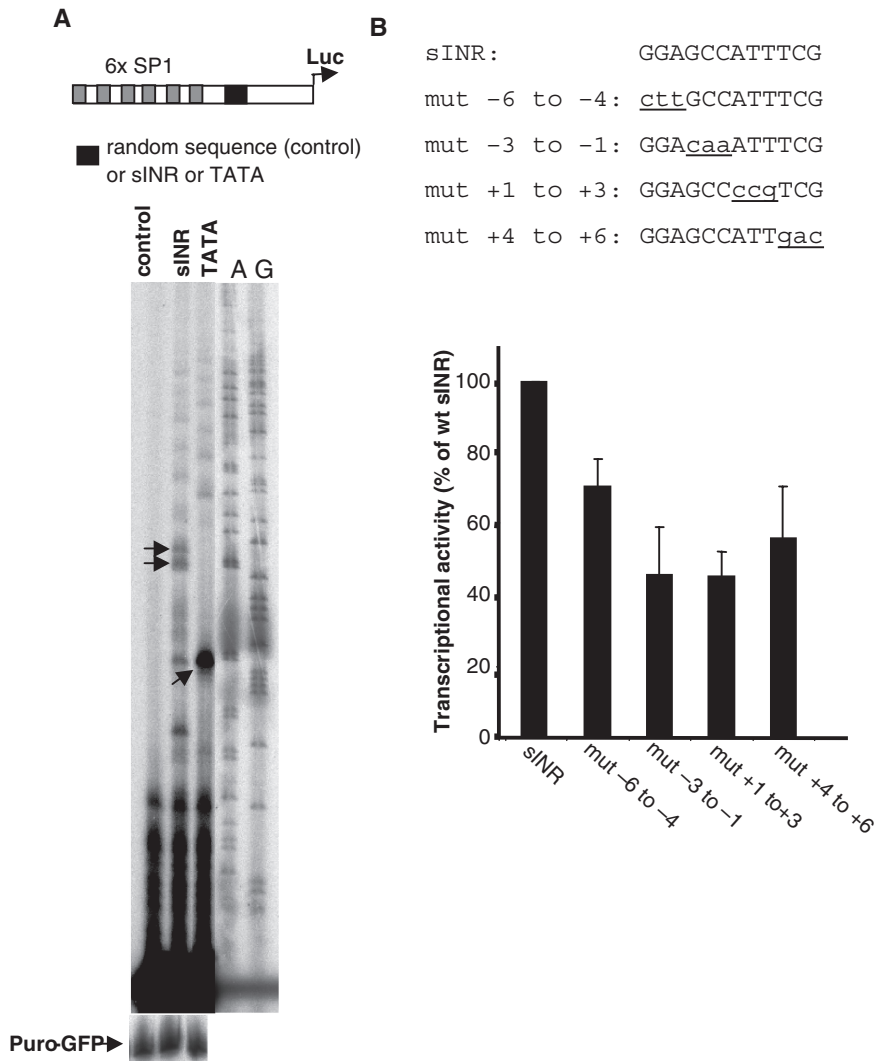 A
6x SP1
Luc
random sequence (control)
or sINR or TATA
control
sINR
TATA
A G
Puro-GFP
B
sINR: GGAGCCATTTCG
mut –6 to –4: cttGCCATTTCG
mut –3 to –1: GGAcaaATTTCG
mut +1 to +3: GGAGCCccgTCG
mut +4 to +6: GGAGCCATTgac
Transcriptional activity (% of wt sINR)
100
80
60
40
20
0
sINR
mut –6 to –4
mut –3 to –1
mut +1 to+3
mut +4 to +6